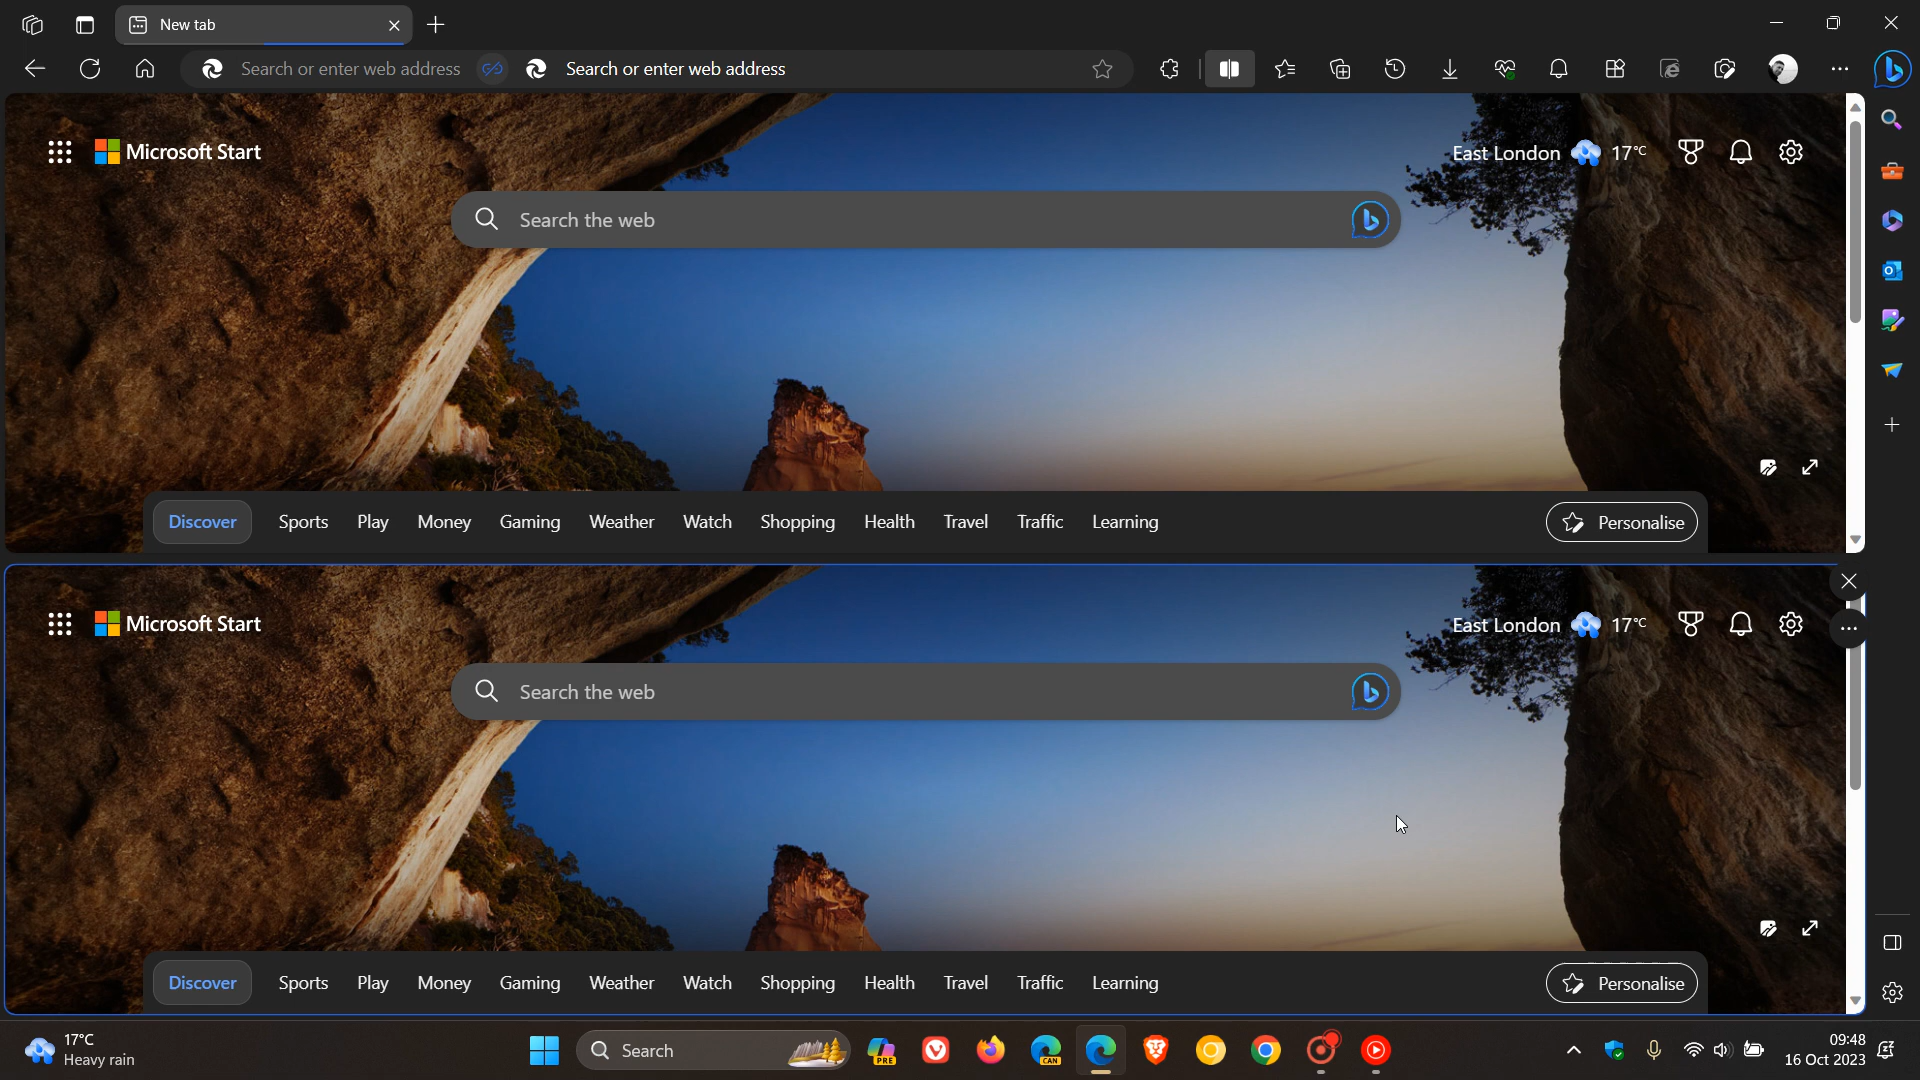 New tab
Search or enter web address
Search or enter web address
Microsoft Start
East London 17°C
Search the web
Discover Sports Play Money Gaming Weather Watch Shopping Health Travel Traffic Learning Personalise
Microsoft Start
East London 17°C
Search the web
Discover Sports Play Money Gaming Weather Watch Shopping Health Travel Traffic Learning Personalise
17°C
Heavy rain
Search
PRE
CAN
09:48
16 Oct 2023